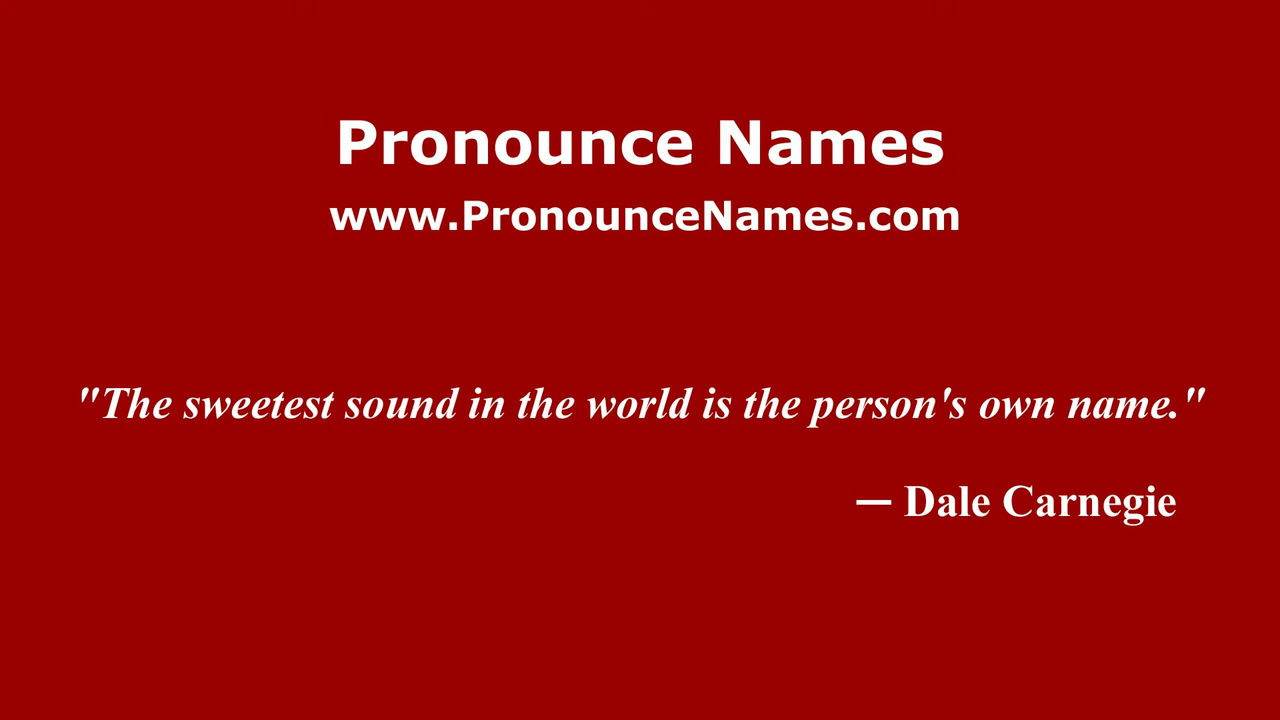 Pronounce Names
www.PronounceNames.com
"The sweetest sound in the world is the person's own name."
— Dale Carnegie